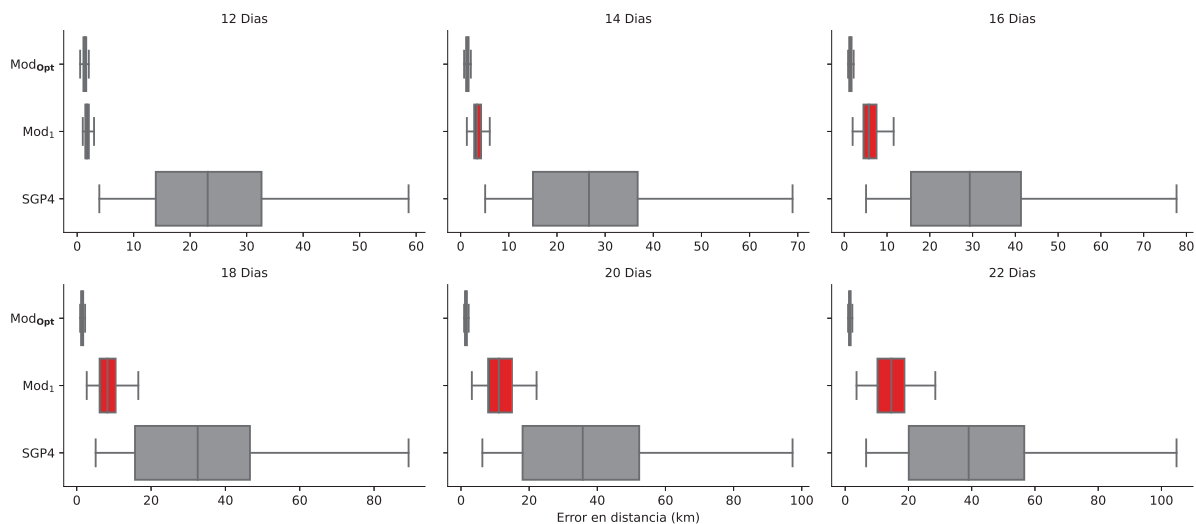 12 Dias
14 Dias
16 Dias
Mod_Opt
Mod_1
SGP4
0 10 20 30 40 50 60
0 10 20 30 40 50 60 70
0 10 20 30 40 50 60 70 80
18 Dias
20 Dias
22 Dias
Mod_Opt
Mod_1
SGP4
0 20 40 60 80
0 20 40 60 80 100
0 20 40 60 80 100
Error en distancia (km)